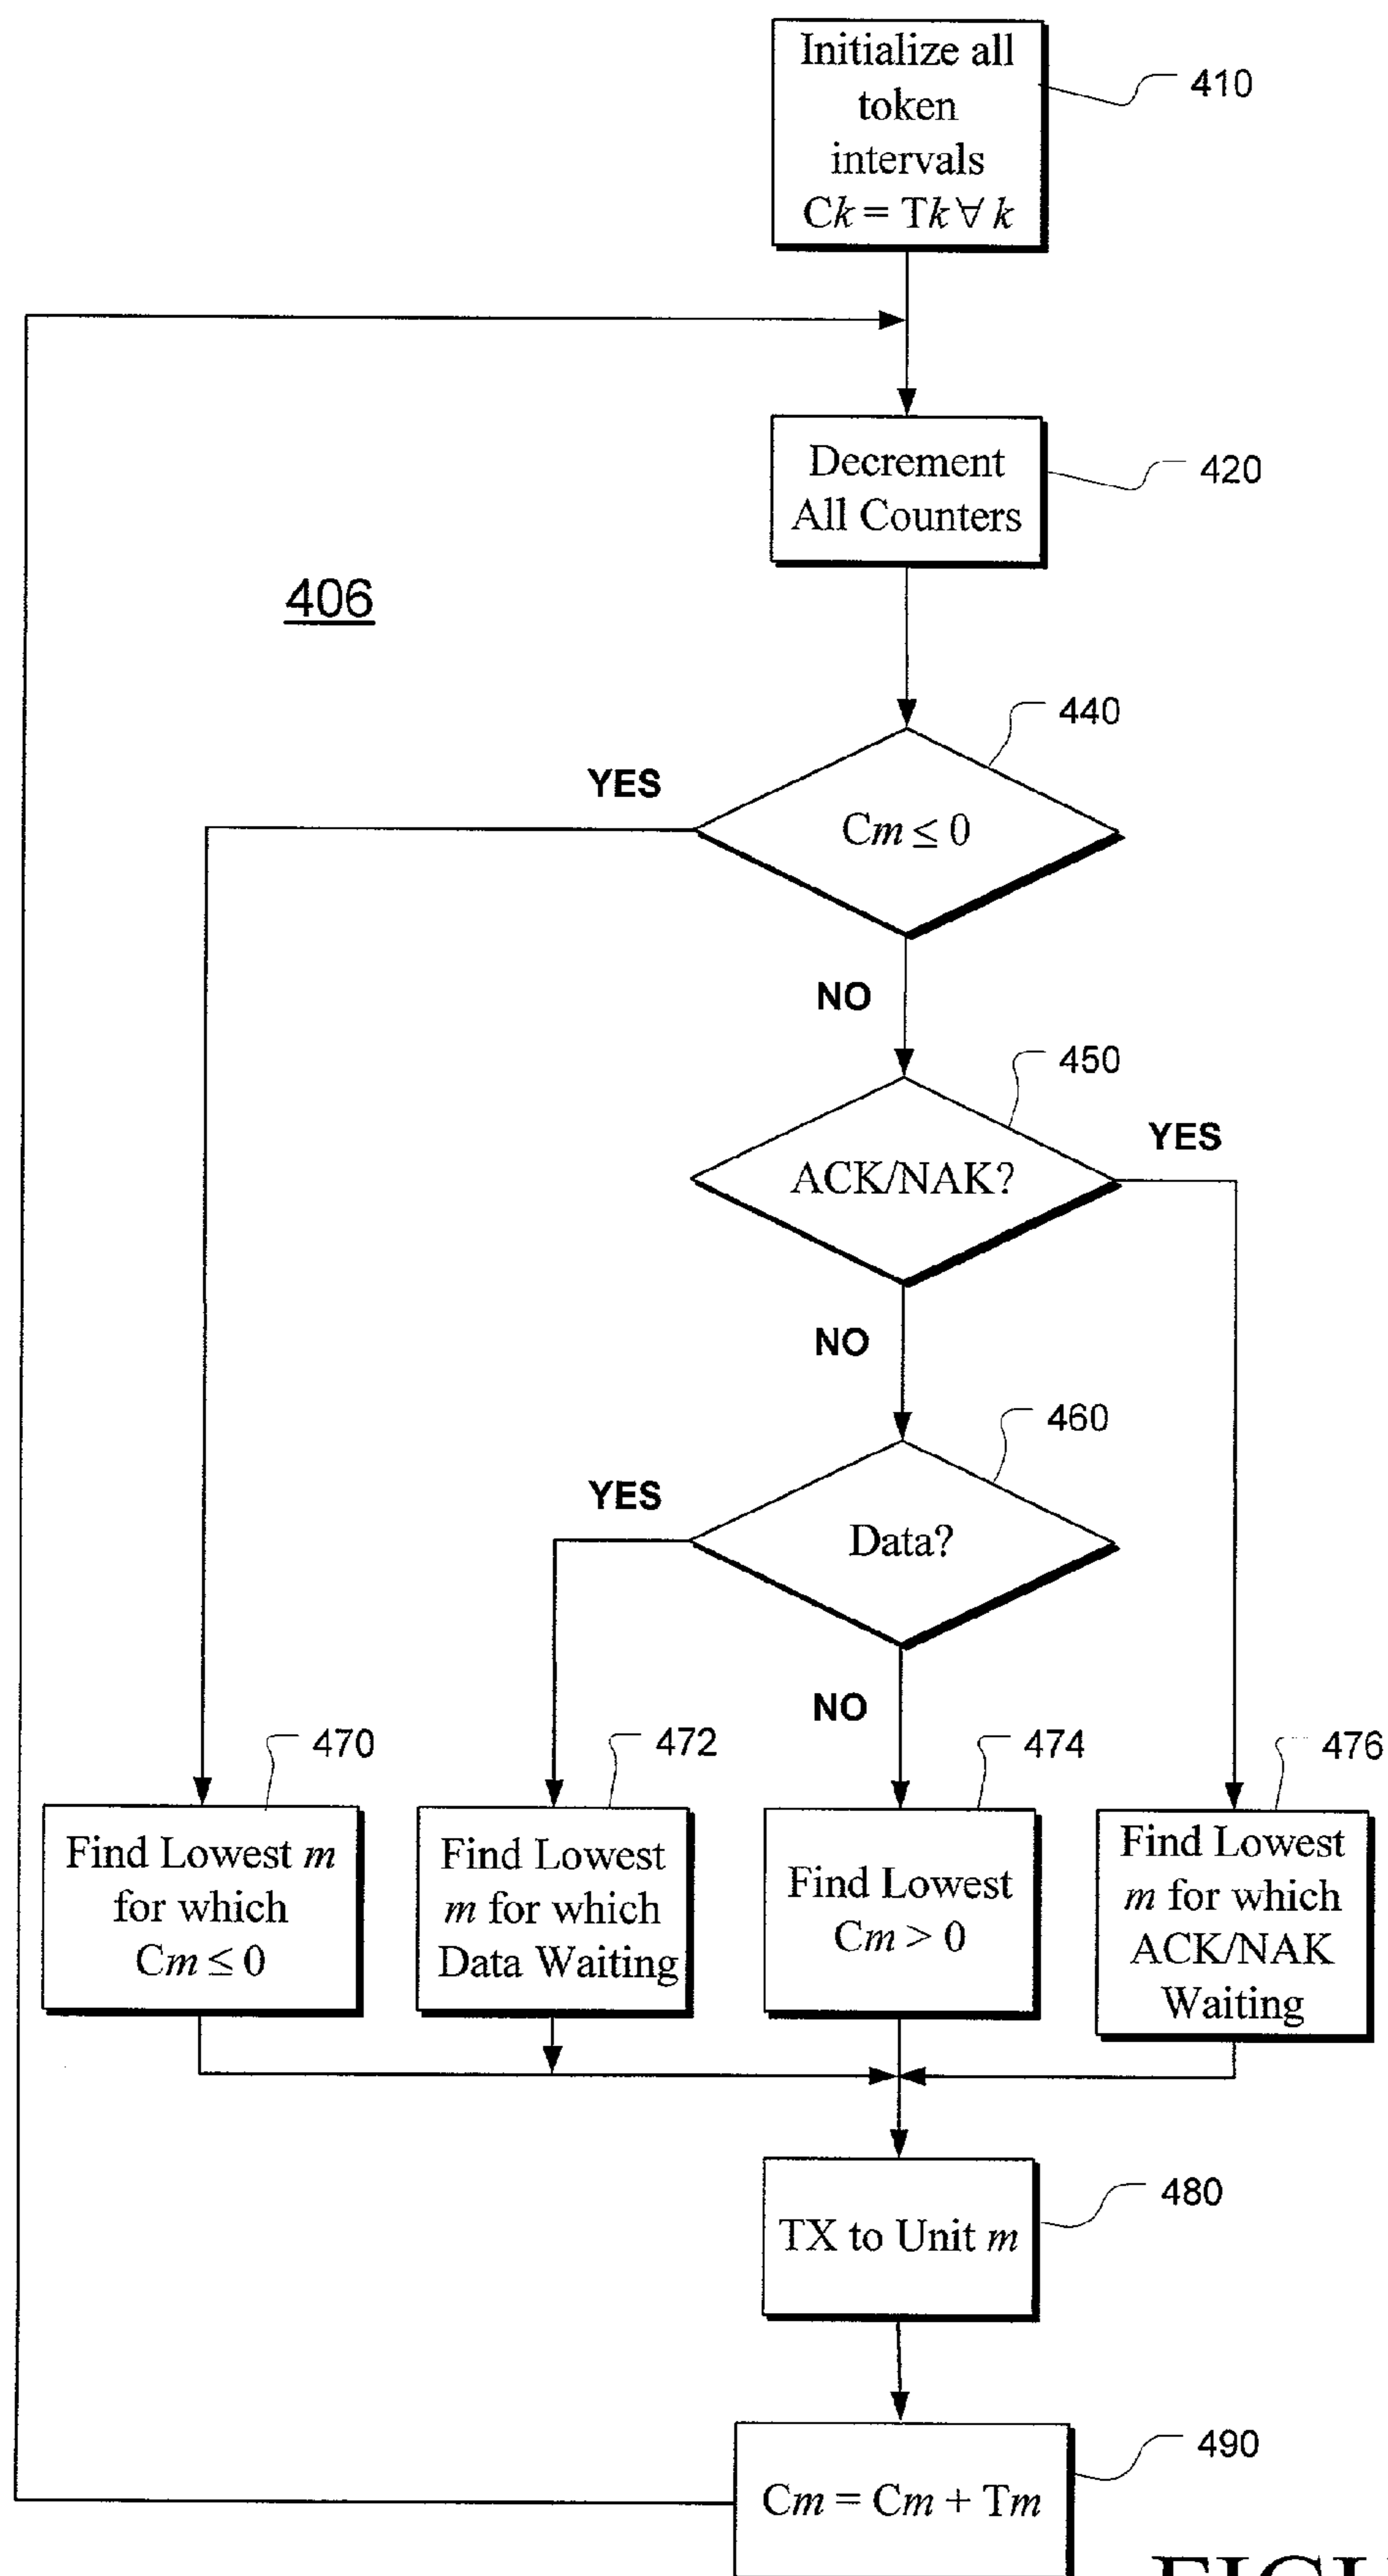 Initialize all
token
intervals
Ck = Tk ∀ k
410
Decrement
All Counters
420
406
440
YES
Cm ≤ 0
NO
450
YES
ACK/NAK?
NO
460
YES
Data?
NO
470
472
474
476
Find Lowest m
for which
Cm ≤ 0
Find Lowest
m for which
Data Waiting
Find Lowest
Cm > 0
Find Lowest
m for which
ACK/NAK
Waiting
480
TX to Unit m
490
Cm = Cm + Tm